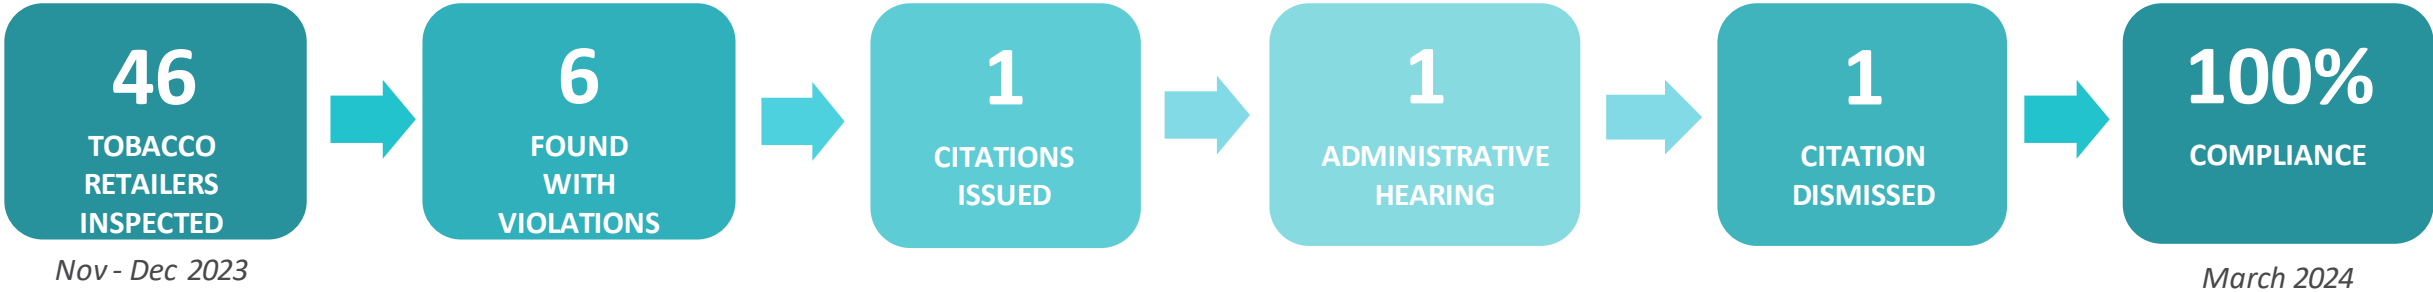 46
TOBACCO
RETAILERS
INSPECTED
Nov - Dec 2023
6
FOUND
WITH
VIOLATIONS
1
CITATIONS
ISSUED
1
ADMINISTRATIVE
HEARING
1
CITATION
DISMISSED
100%
COMPLIANCE
March 2024